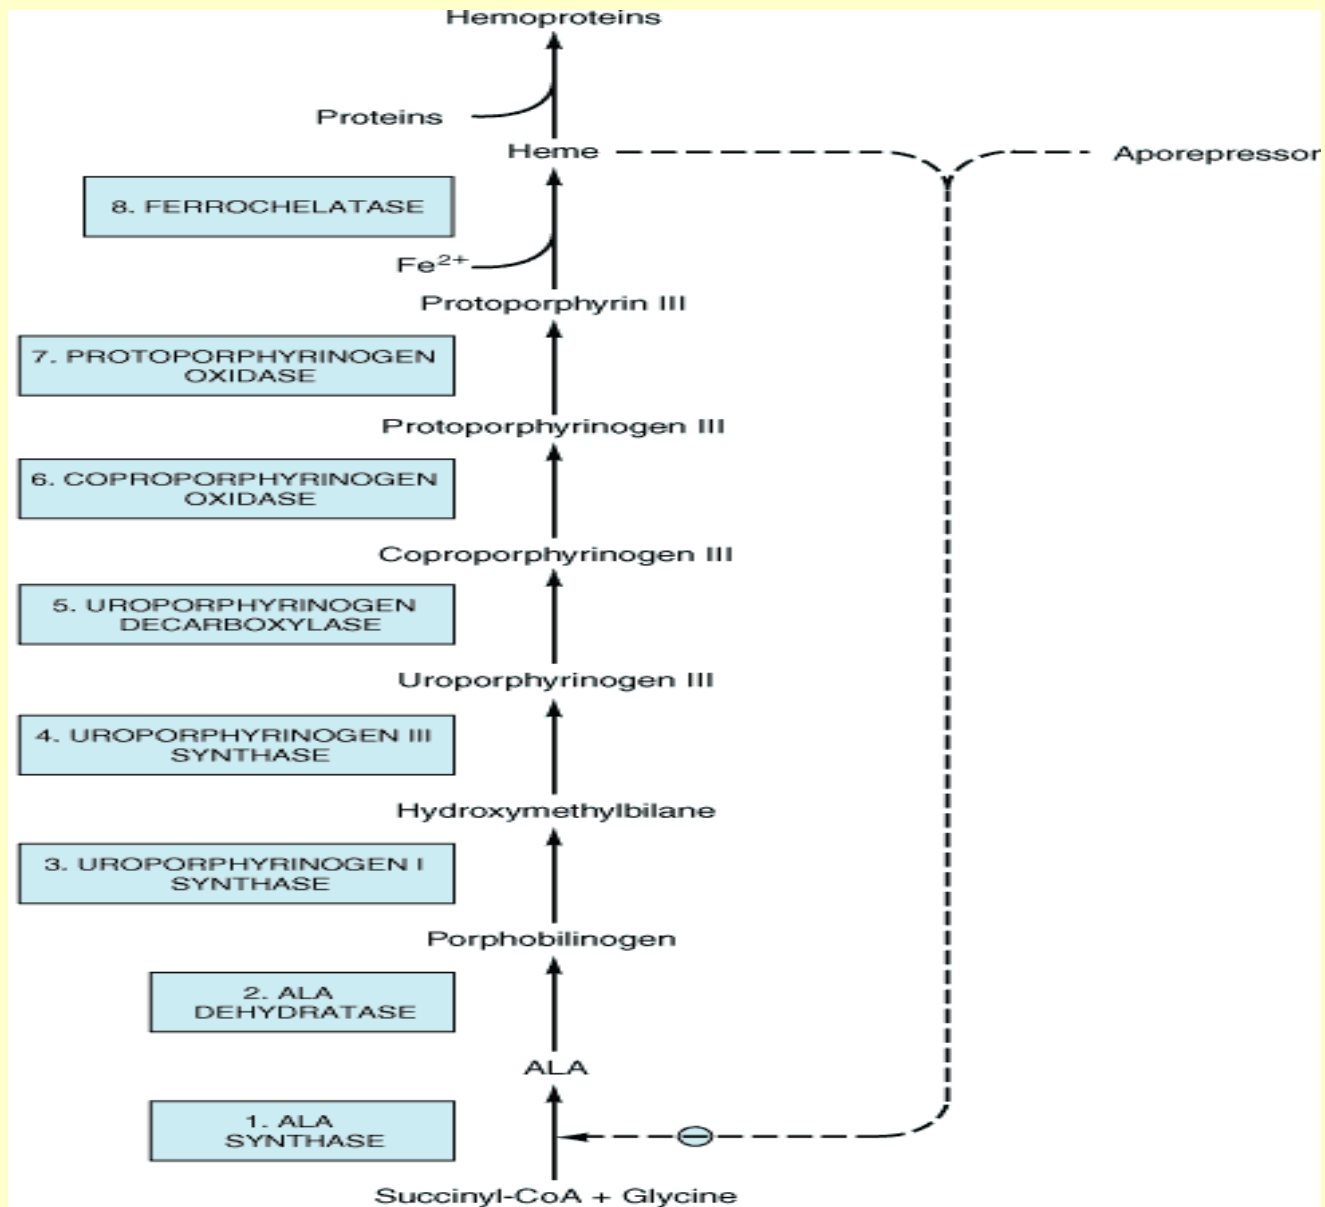 Hemoproteins
Proteins
Heme
Aporepressor
8. FERROCHELATASE
Fe2+
Protoporphyrin III
7. PROTOPORPHYRINOGEN
OXIDASE
Protoporphyrinogen III
6. COPROPORPHYRINOGEN
OXIDASE
Coproporphyrinogen III
5. UROPORPHYRINOGEN
DECARBOXYLASE
Uroporphyrinogen III
4. UROPORPHYRINOGEN III
SYNTHASE
Hydroxymethylbilane
3. UROPORPHYRINOGEN I
SYNTHASE
Porphobilinogen
2. ALA
DEHYDRATASE
ALA
1. ALA
SYNTHASE
Succinyl-CoA + Glycine